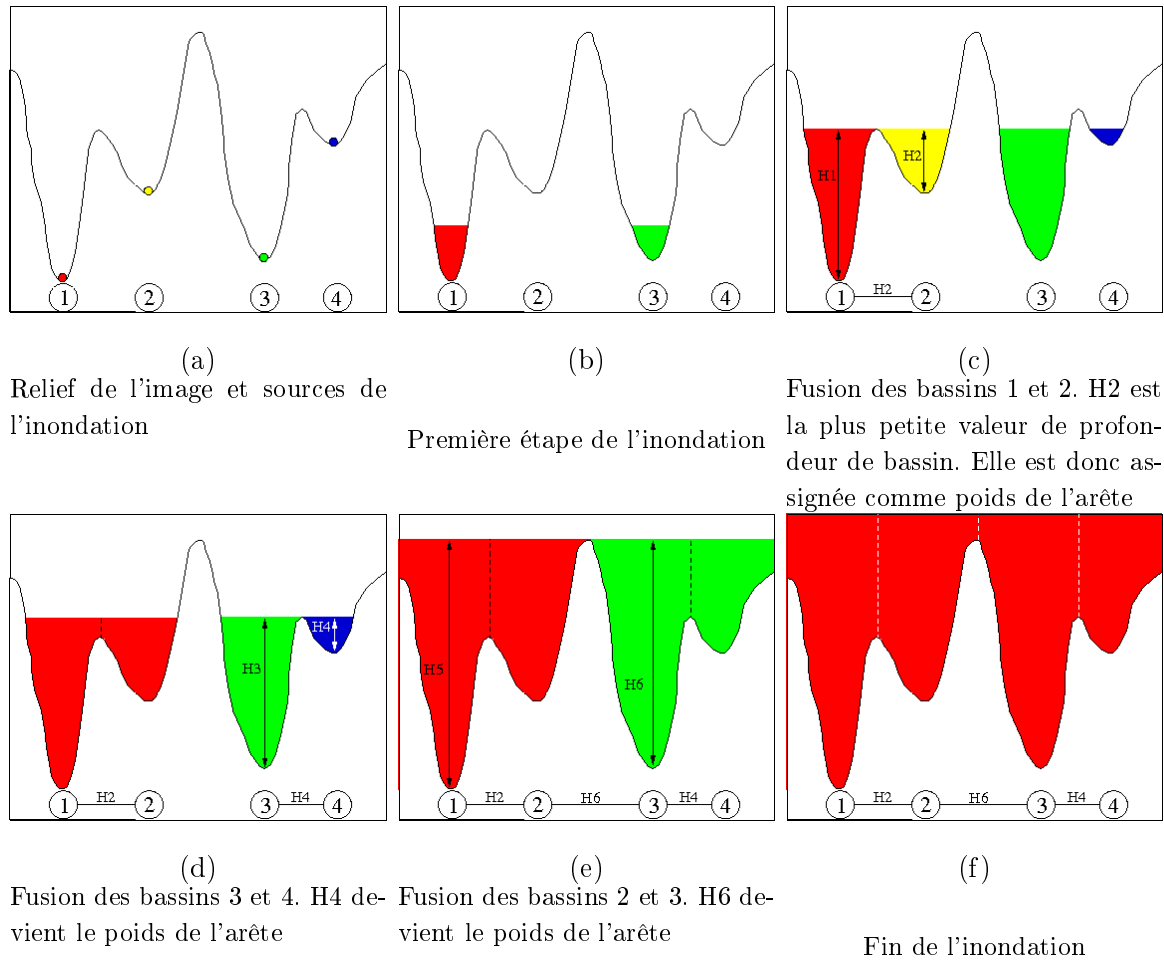 1 2 3 4
1 2 3 4
H1 H2
H2
1 2 3 4
(a)
Relief de l'image et sources de
l'inondation
(b)
Première étape de l'inondation
(c)
Fusion des bassins 1 et 2. H2 est
la plus petite valeur de profon-
deur de bassin. Elle est donc as-
signée comme poids de l'arête
H3 H4
H2 H4
1 2 3 4
H5 H6
H2 H6 H4
1 2 3 4
H2 H6 H4
1 2 3 4
(d)
Fusion des bassins 3 et 4. H4 de-
vient le poids de l'arête
(e)
Fusion des bassins 2 et 3. H6 de-
vient le poids de l'arête
(f)
Fin de l'inondation